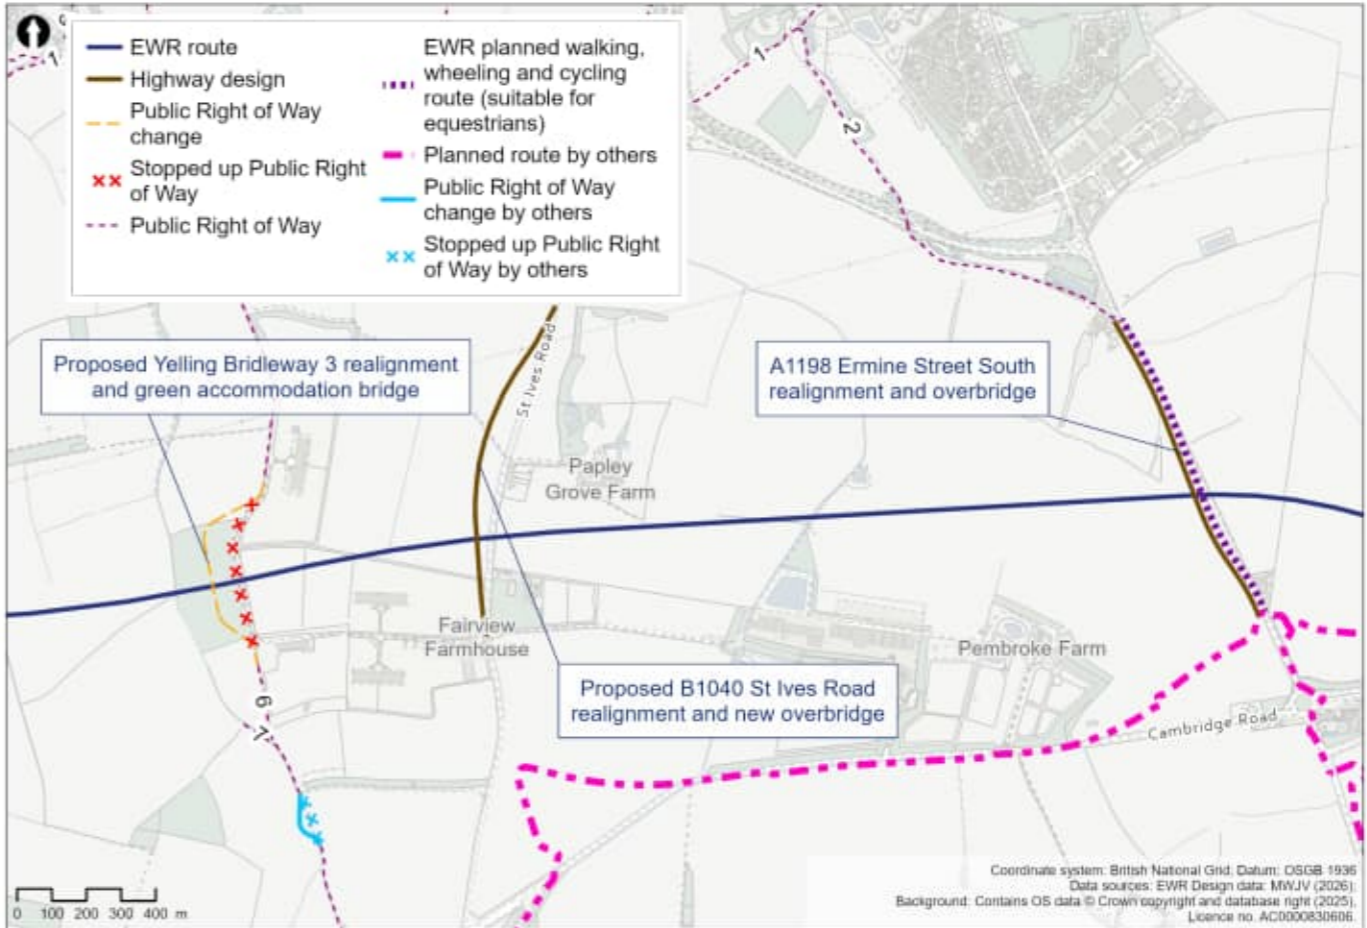 EWR route
Highway design
Public Right of Way
change
Stopped up Public Right
of Way
Public Right of Way
EWR planned walking,
wheeling and cycling
route (suitable for
equestrians)
Planned route by others
Public Right of Way
change by others
Stopped up Public Right
of Way by others
1
1
2
Proposed Yelling Bridleway 3 realignment
and green accommodation bridge
St Ives Road
A1198 Ermine Street South
realignment and overbridge
Papley
Grove Farm
Fairview
Farmhouse
Pembroke Farm
Proposed B1040 St Ives Road
realignment and new overbridge
6
7
Cambridge Road
0 100 200 300 400 m
Coordinate system: British National Grid; Datum: OSGB 1936
Data sources: EWR Design data: MWJV (2026);
Background: Contains OS data © Crown copyright and database right (2025),
Licence no. AC0000830606.